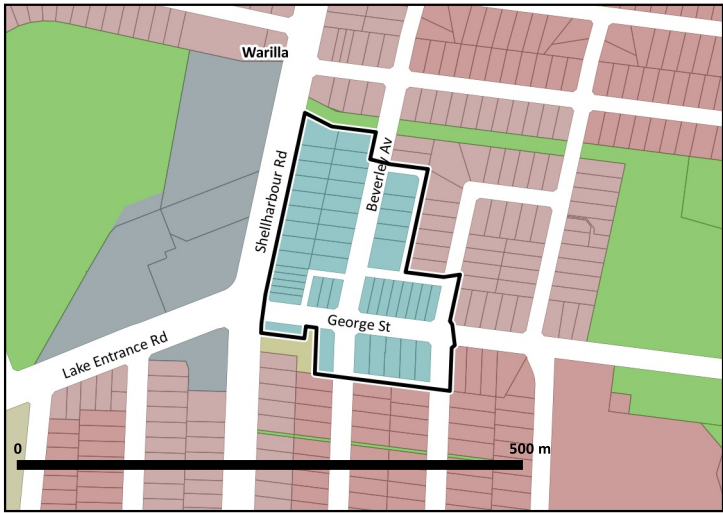 Warilla
Shellharbour Rd
Beverley Av
George St
Lake Entrance Rd
0
500 m